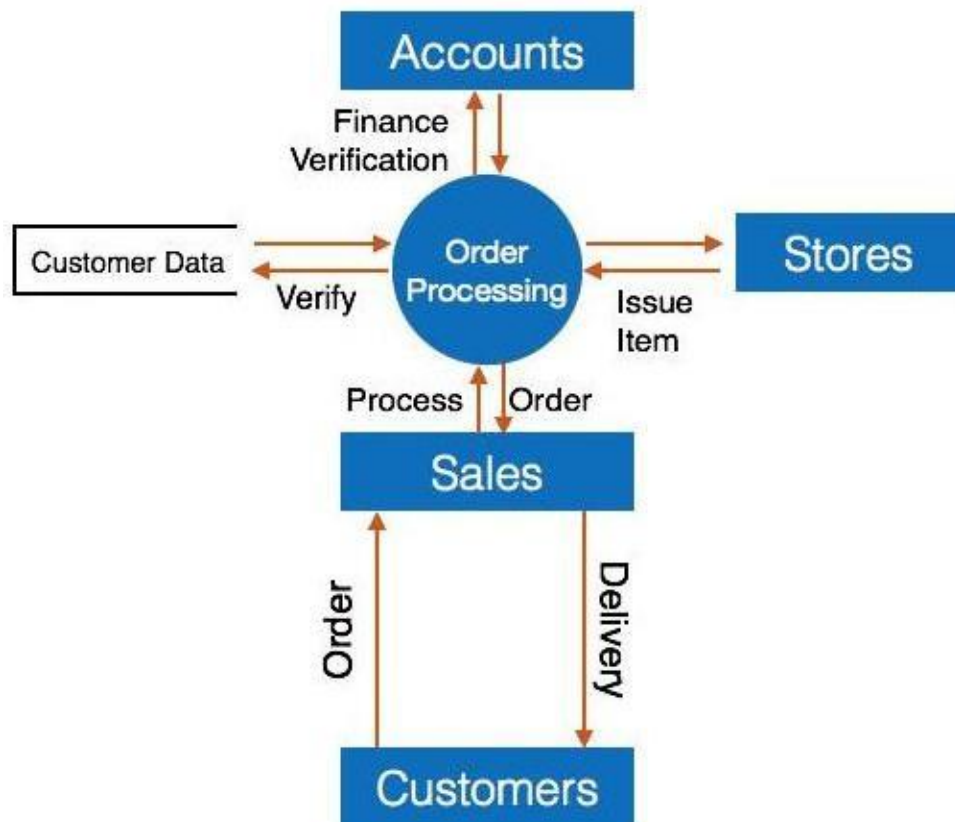 Accounts
Finance
Verification
Customer Data
Order
Processing
Stores
Verify
Issue
Item
Process
Order
Sales
Order
Delivery
Customers